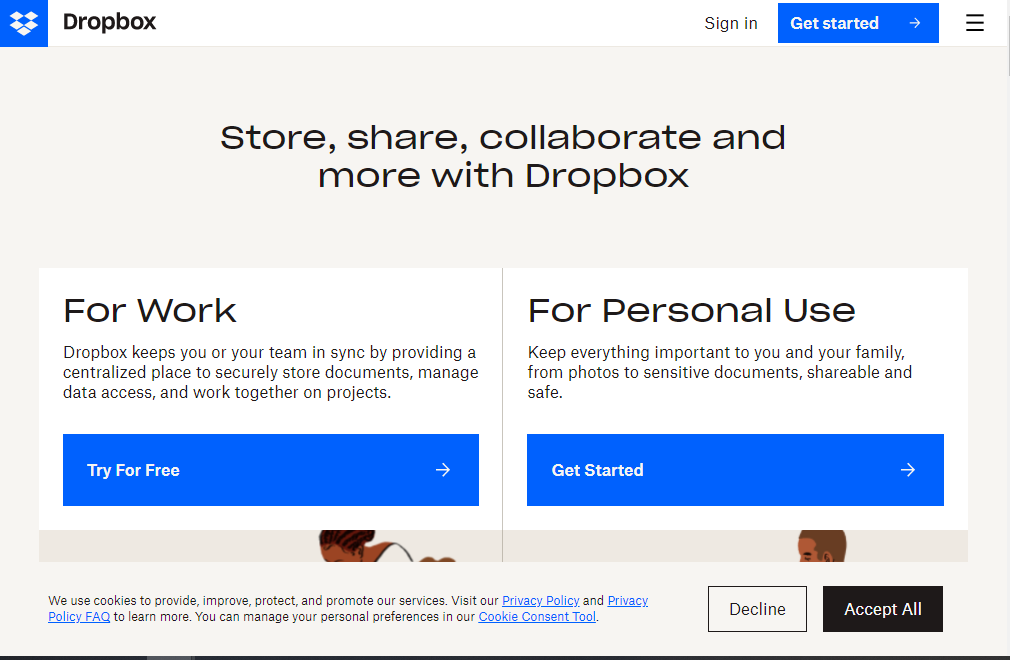 Dropbox
Sign in
Get started
Store, share, collaborate and
more with Dropbox
For Work
Dropbox keeps you or your team in sync by providing a
centralized place to securely store documents, manage
data access, and work together on projects.
Try For Free
For Personal Use
Keep everything important to you and your family,
from photos to sensitive documents, shareable and
safe.
Get Started
We use cookies to provide, improve, protect, and promote our services. Visit our Privacy Policy and Privacy
Policy FAQ to learn more. You can manage your personal preferences in our Cookie Consent Tool.
Decline
Accept All